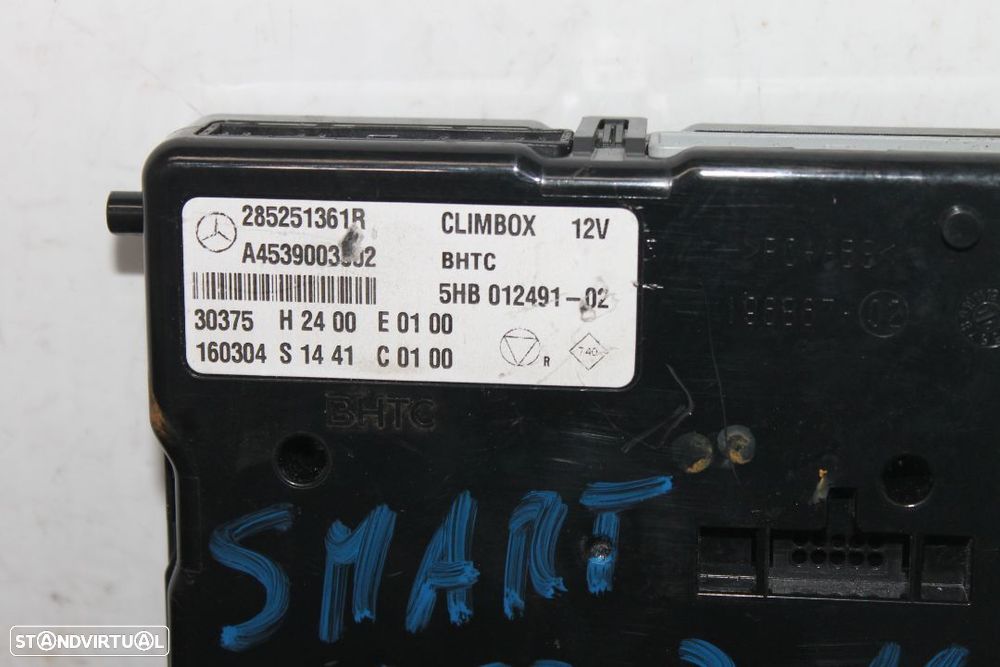 285251361R CLIMBOX 12V
BHTC
5HB 012491-02
30375 H 24 00 E 01 00
160304 S 14 41 C 01 00
R
740
BHTC
SMART
STANDVIRTUAL